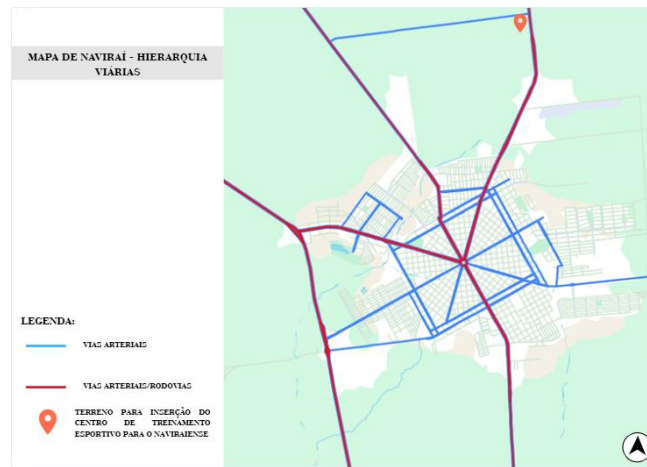 MAPA DE NAVIRAÍ - HIERARQUIA
VIÁRIAS
LEGENDA:
VIAS ARTERIAIS
VIAS ARTERIAIS/RODOVIAS
TERRENO PARA INSERÇÃO DO
CENTRO DE TREINAMENTO
ESPORTIVO PARA O NAVIRAIENSE